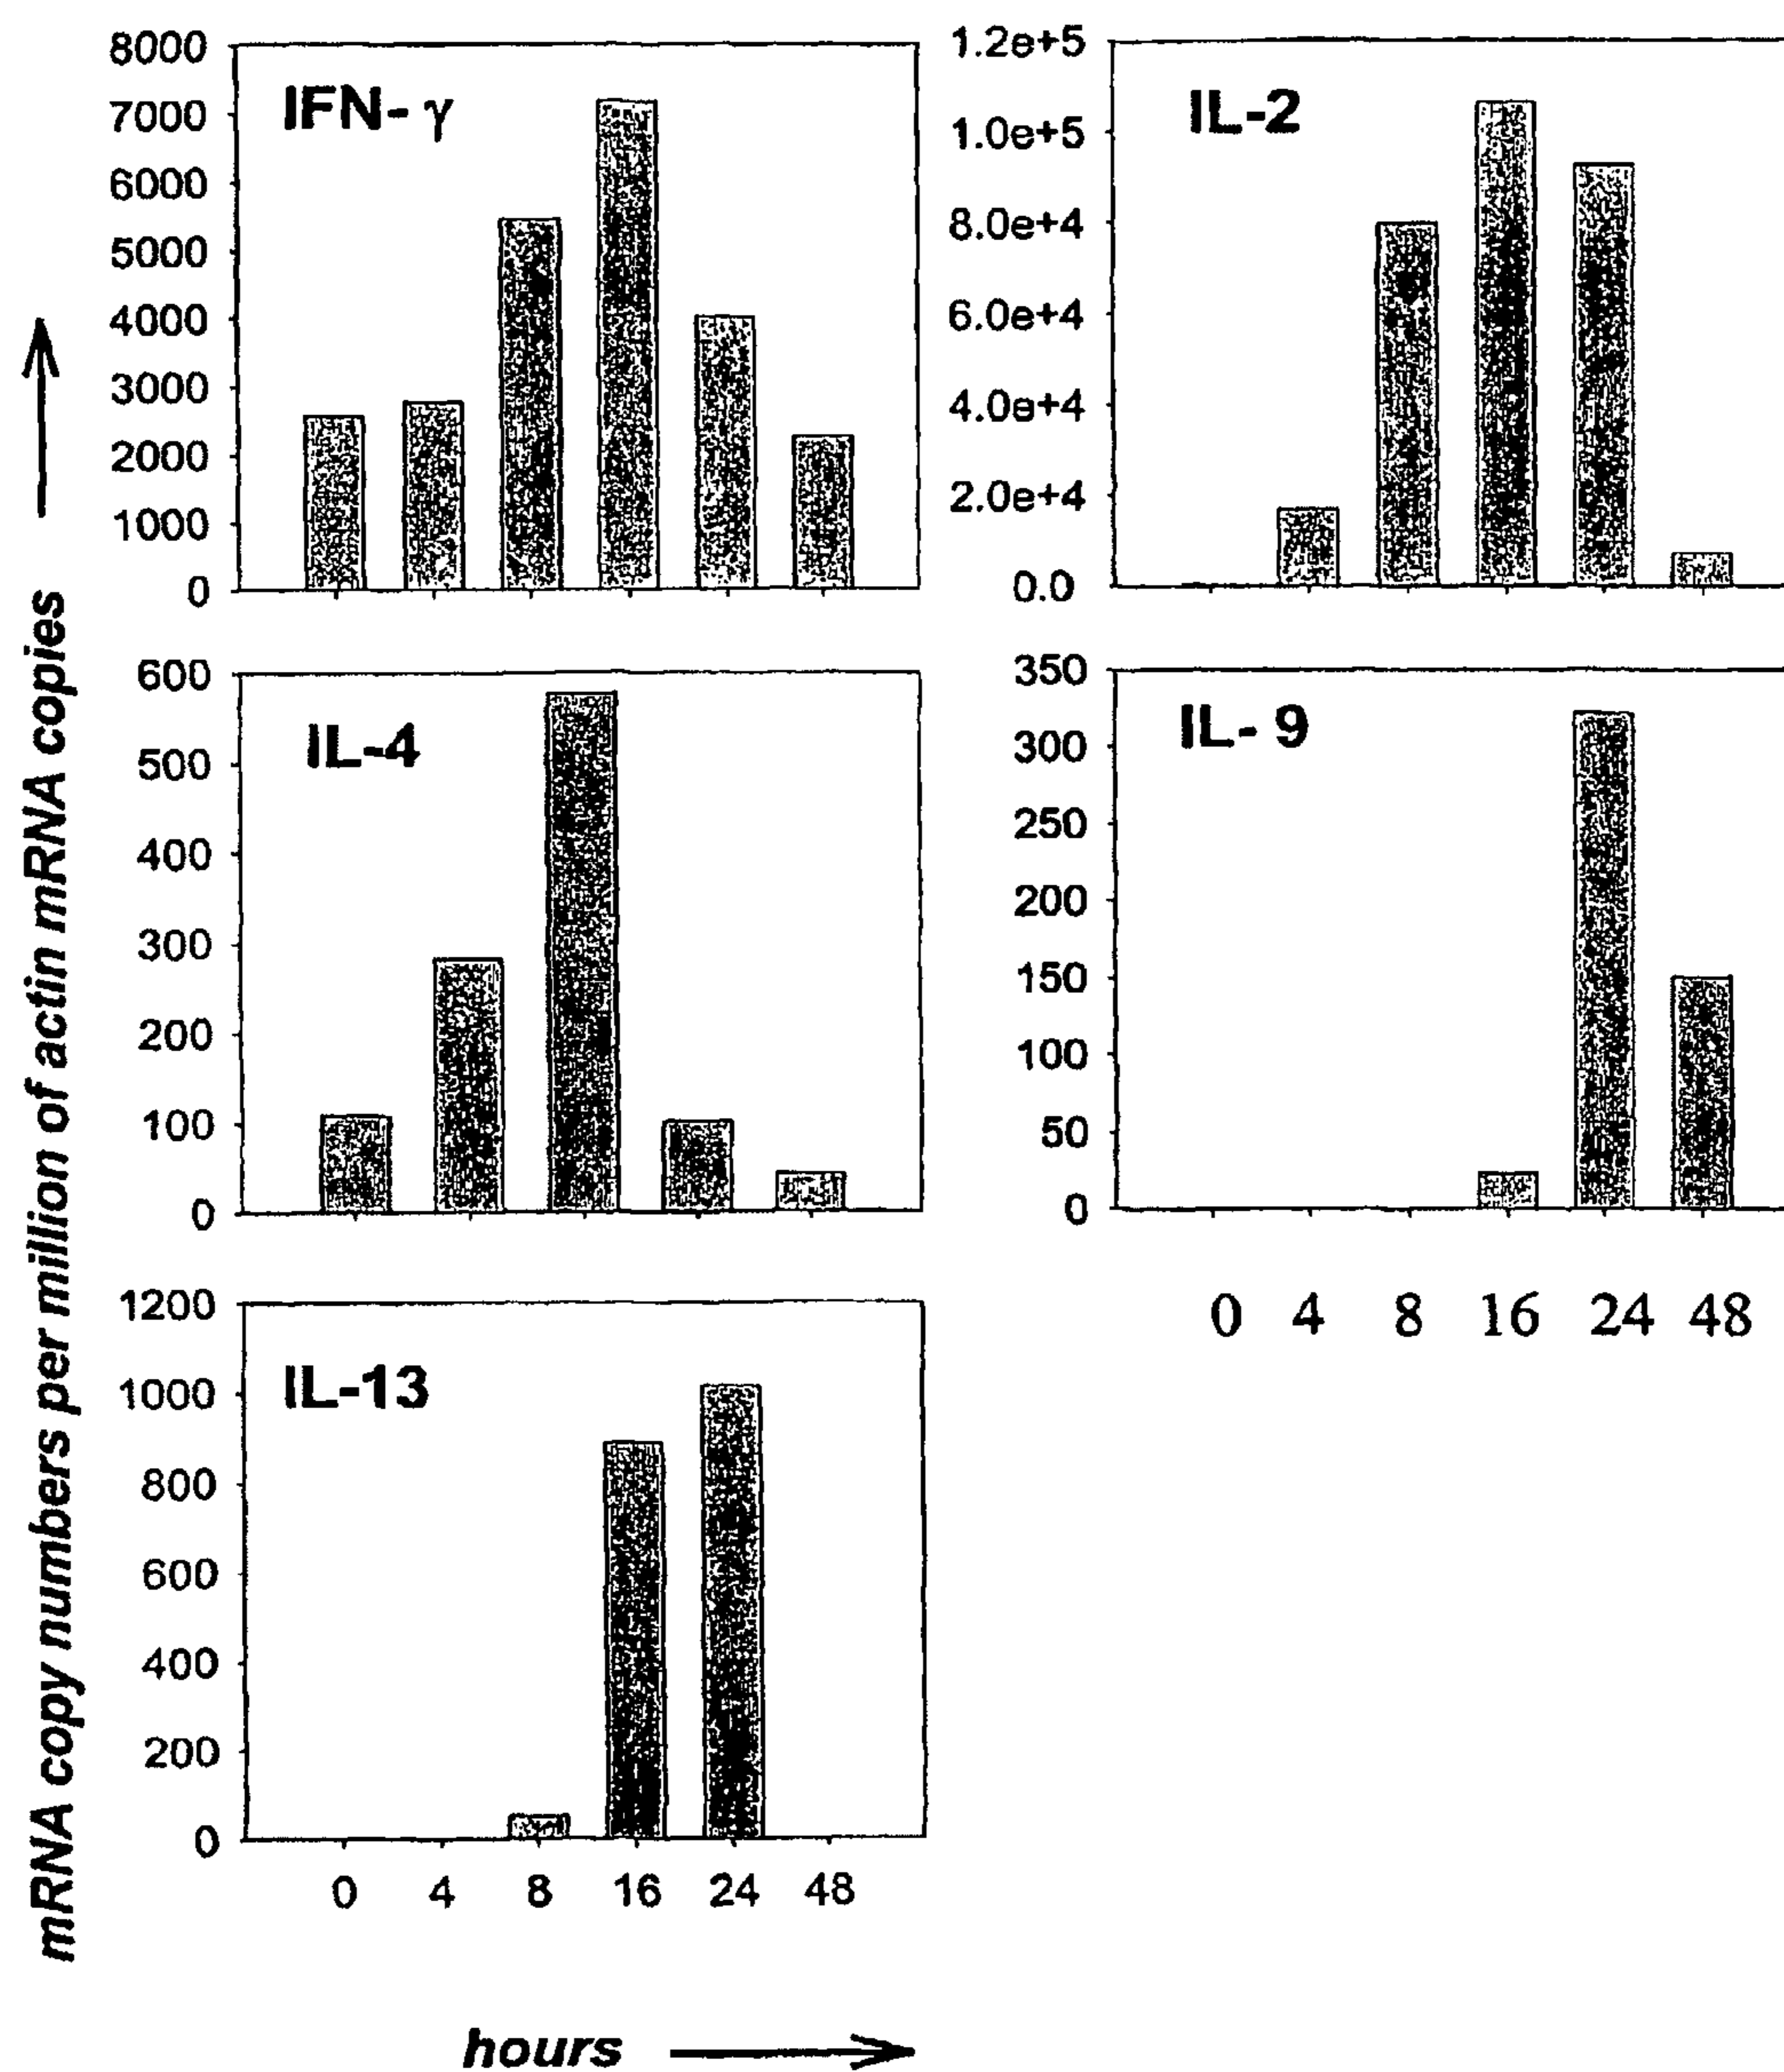 mRNA copy numbers per million of actin mRNA copies
IFN- γ
8000
7000
6000
5000
4000
3000
2000
1000
0
IL-2
1.2e+5
1.0e+5
8.0e+4
6.0e+4
4.0e+4
2.0e+4
0.0
IL-4
600
500
400
300
200
100
0
IL- 9
350
300
250
200
150
100
50
0
0 4 8 16 24 48
IL-13
1200
1000
800
600
400
200
0
0 4 8 16 24 48
hours